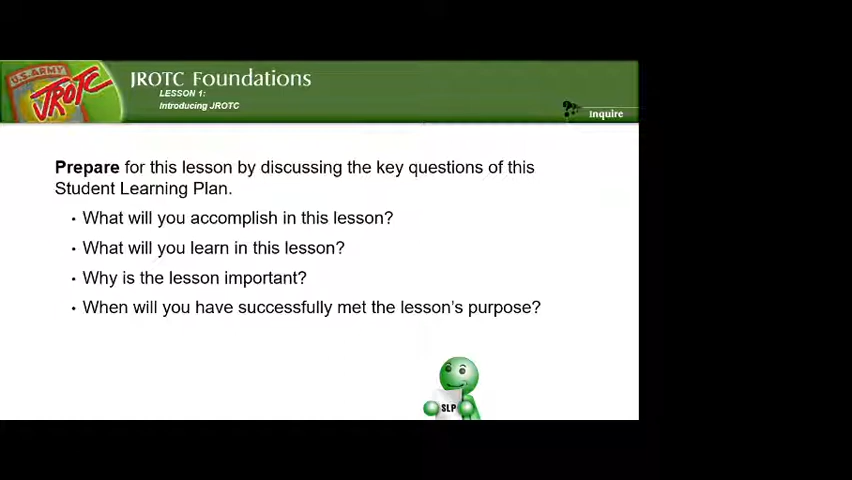 U.S. ARMY
JROTC
JROTC Foundations
LESSON 1:
Introducing JROTC
Inquire
Prepare for this lesson by discussing the key questions of this
Student Learning Plan.
• What will you accomplish in this lesson?
• What will you learn in this lesson?
• Why is the lesson important?
• When will you have successfully met the lesson’s purpose?
SLP